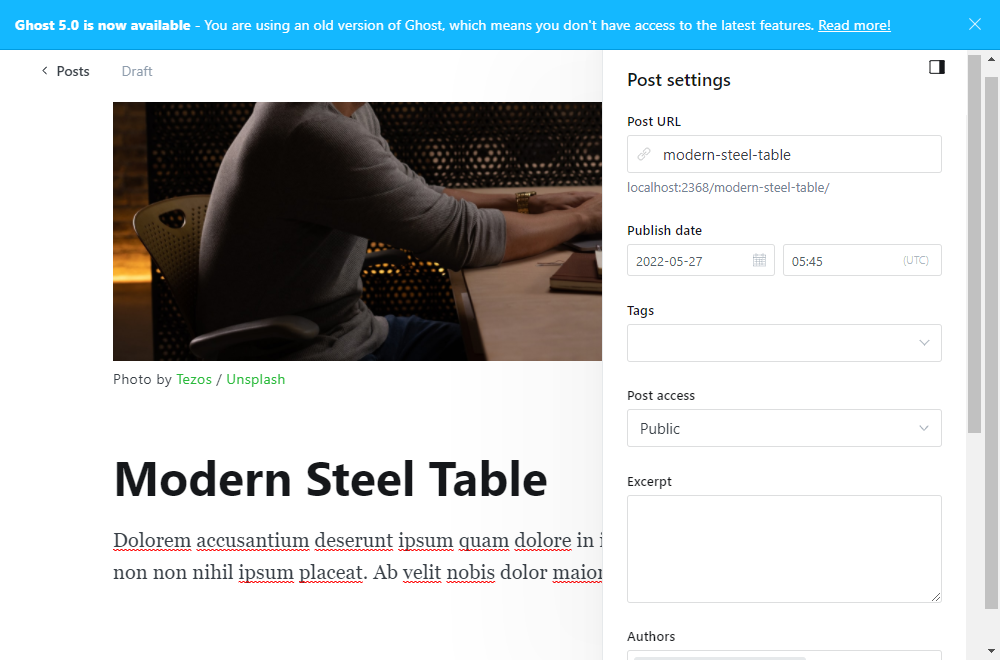 Ghost 5.0 is now available - You are using an old version of Ghost, which means you don't have access to the latest features. Read more!
Posts
Draft
Photo by Tezos / Unsplash
Modern Steel Table
Dolorem accusantium deserunt ipsum quam dolore in
non non nihil ipsum placeat. Ab velit nobis dolor
Post settings
Post URL
modern-steel-table
localhost:2368/modern-steel-table/
Publish date
2022-05-27
05:45
(UTC)
Tags
Post access
Public
Excerpt
Authors